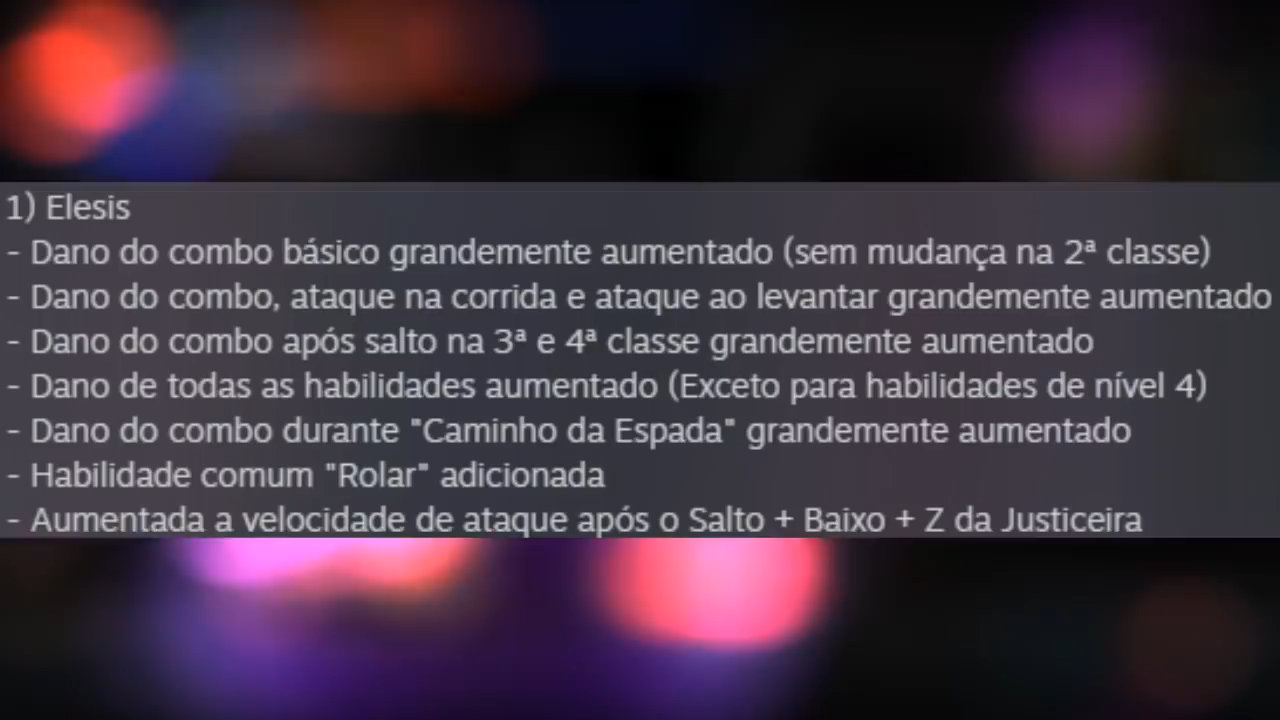 1) Elesis
- Dano do combo básico grandemente aumentado (sem mudança na 2ª classe)
- Dano do combo, ataque na corrida e ataque ao levantar grandemente aumentado
- Dano do combo após salto na 3ª e 4ª classe grandemente aumentado
- Dano de todas as habilidades aumentado (Exceto para habilidades de nível 4)
- Dano do combo durante "Caminho da Espada" grandemente aumentado
- Habilidade comum "Rolar" adicionada
- Aumentada a velocidade de ataque após o Salto + Baixo + Z da Justiceira